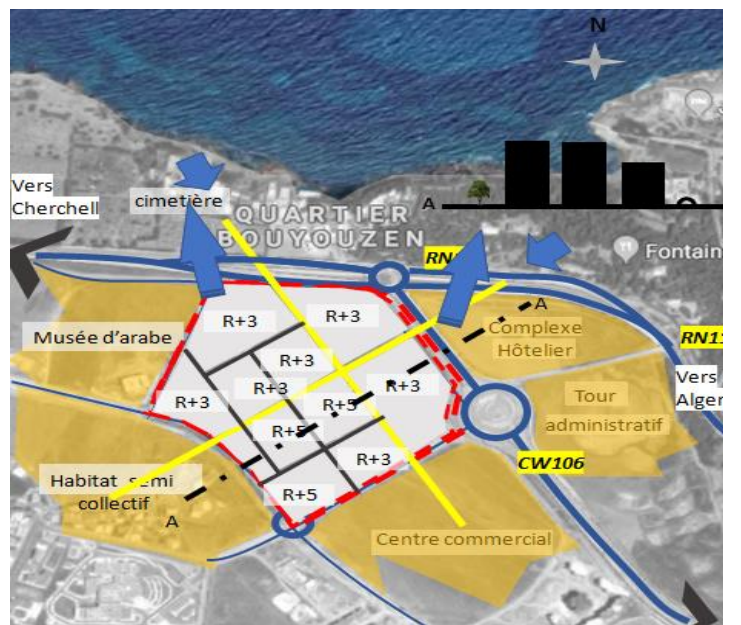 N
Vers
Cherchell
cimetière
A
QUARTIER
BOUYOUZEN
RN
Fontain
R+3
R+3
A
Complexe
Hôtelier
Musée d'arabe
RN11
R+3
R+3
R+3
Vers
Alger
R+3
R+5
Tour
administratif
R+5
R+3
CW106
Habitat semi
collectif
R+5
A
Centre commercial